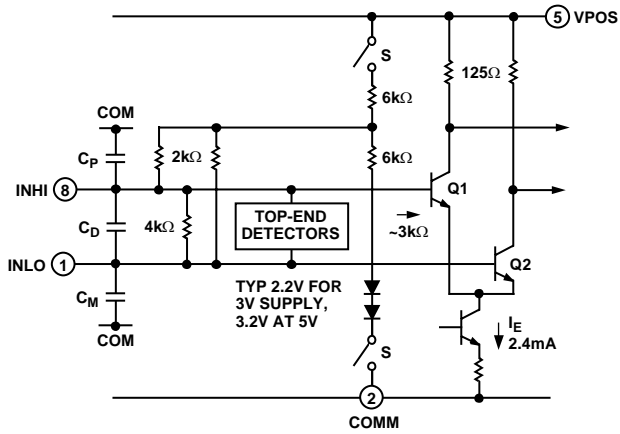 5 VPOS
S
125Ω
6kΩ
COM
CP
2kΩ
6kΩ
INHI 8
Q1
CD
4kΩ
TOP-END
DETECTORS
~3kΩ
INLO 1
Q2
CM
TYP 2.2V FOR
3V SUPPLY,
3.2V AT 5V
COM
S
IE
2.4mA
2
COMM